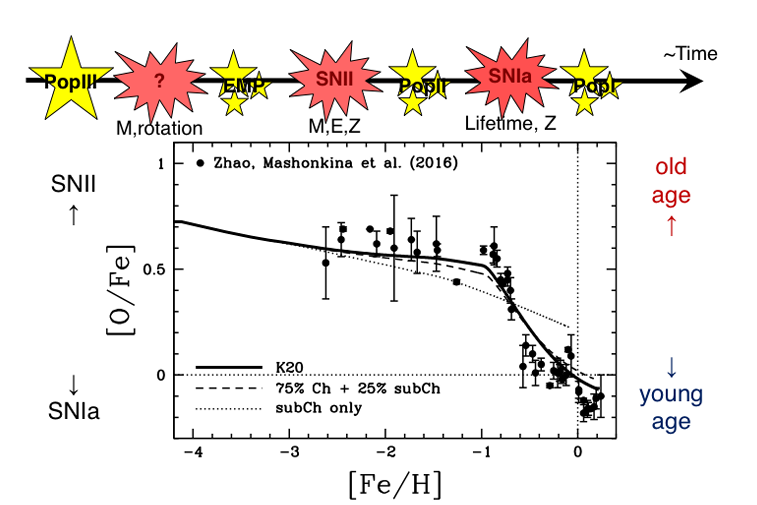 ~Time
PopIII
?
EMP
SNII
PopII
SNIa
PopI
M,rotation
M,E,Z
Lifetime, Z
SNII
↑
↓
SNIa
old
age
↑
↓
young
age
● Zhao, Mashonkina et al. (2016)
1
0.5
0
[O/Fe]
K20
75% Ch + 25% subCh
subCh only
−4 −3 −2 −1 0
[Fe/H]